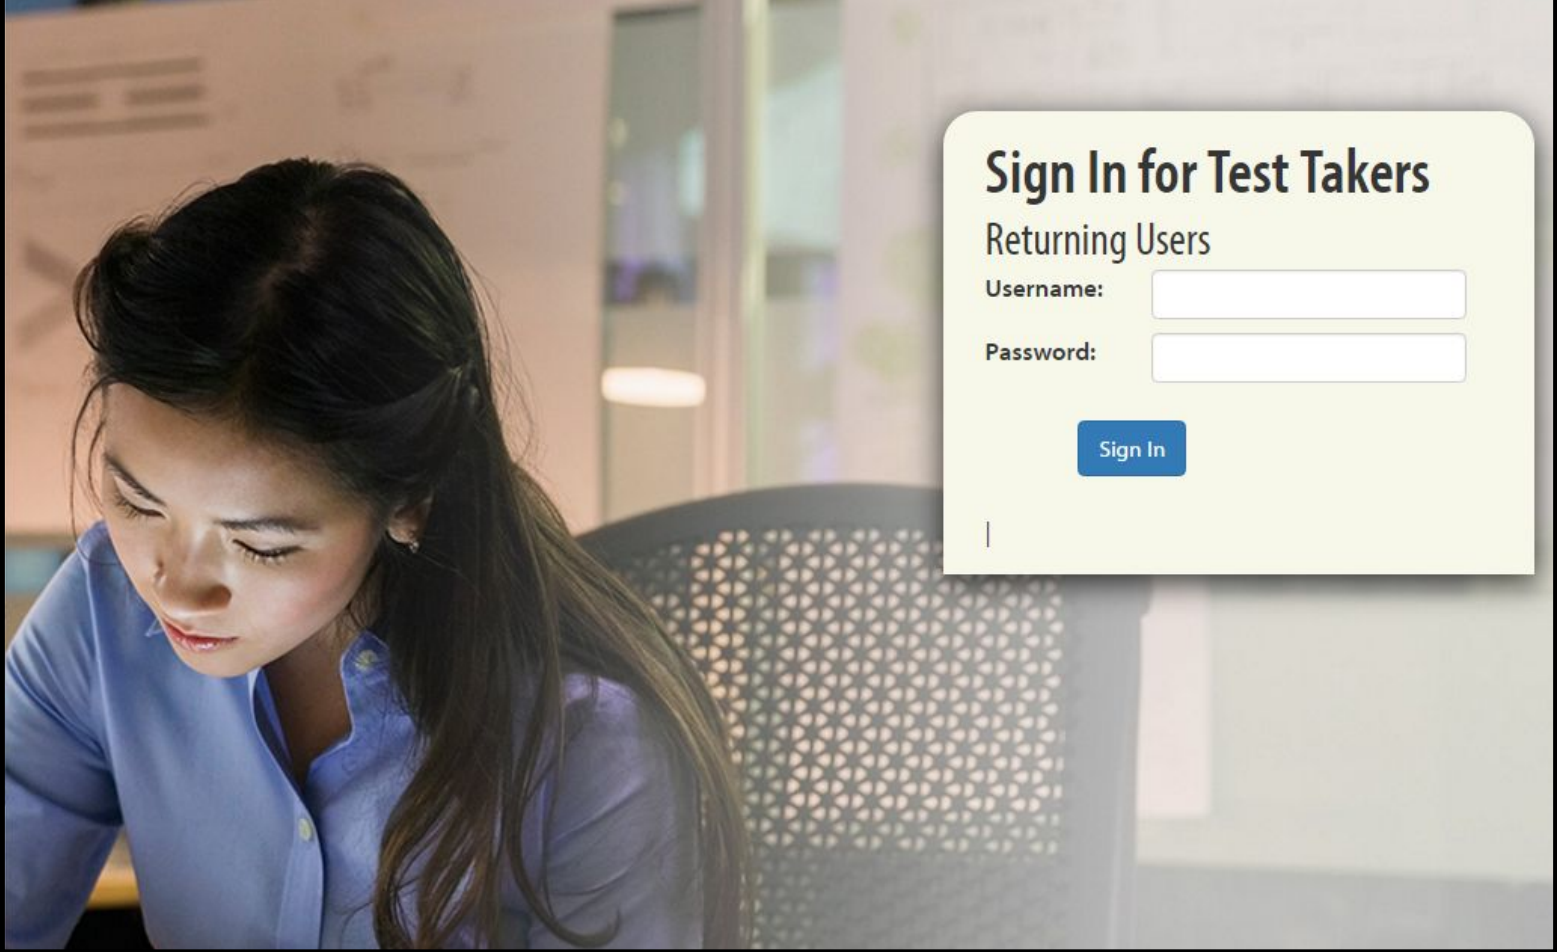 Sign In for Test Takers
Returning Users
Username:
Password:
Sign In
|